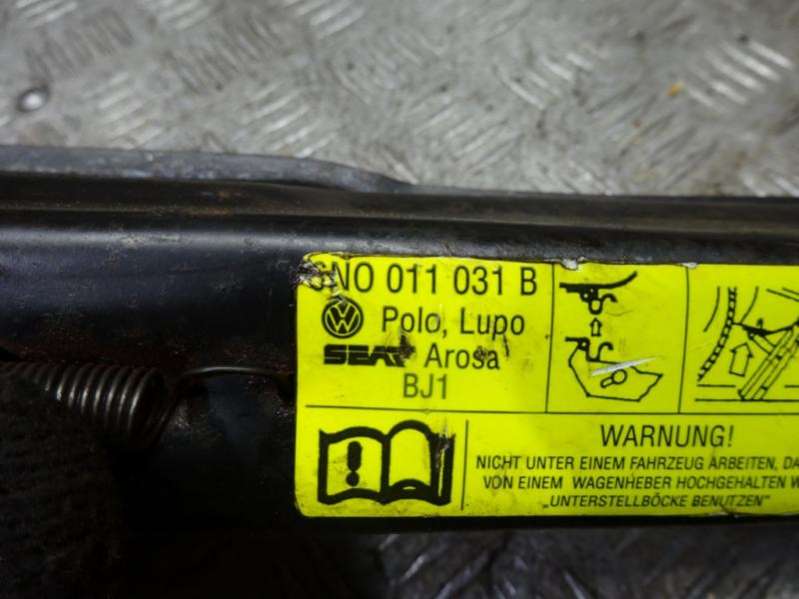 6N0 011 031 B
Polo, Lupo
SEAT Arosa
BJ1
WARNUNG!
NICHT UNTER EINEM FAHRZEUG ARBEITEN, DA
VON EINEM WAGENHEBER HOCHGEHALTEN W
„UNTERSTELLBÖCKE BENUTZEN"